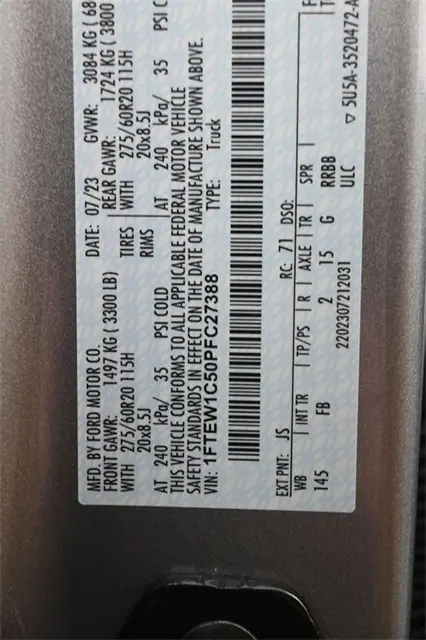 MFD. BY FORD MOTOR CO. DATE: 07/23 GVWR: 3084 KG ( 68
FRONT GAWR: 1497 KG ( 3300 LB) REAR GAWR: 1724 KG ( 3800
WITH 275/60R20 115H TIRES WITH 275/60R20 115H
20x8.5J RIMS 20x8.5J
AT 240 kPa/ 35 PSI COLD AT 240 kPa/ 35 PSI C
THIS VEHICLE CONFORMS TO ALL APPLICABLE FEDERAL MOTOR VEHICLE
SAFETY STANDARDS IN EFFECT ON THE DATE OF MANUFACTURE SHOWN ABOVE.
VIN: 1FTEW1C50PFC27388 TYPE: Truck
EXT PNT: JS RC: 71 DSO:
WB INT TR TP/PS R AXLE TR SPR
145 FB 2 15 G RRBB
2202307212031 ULC ▽ 5U5A-3520472-A